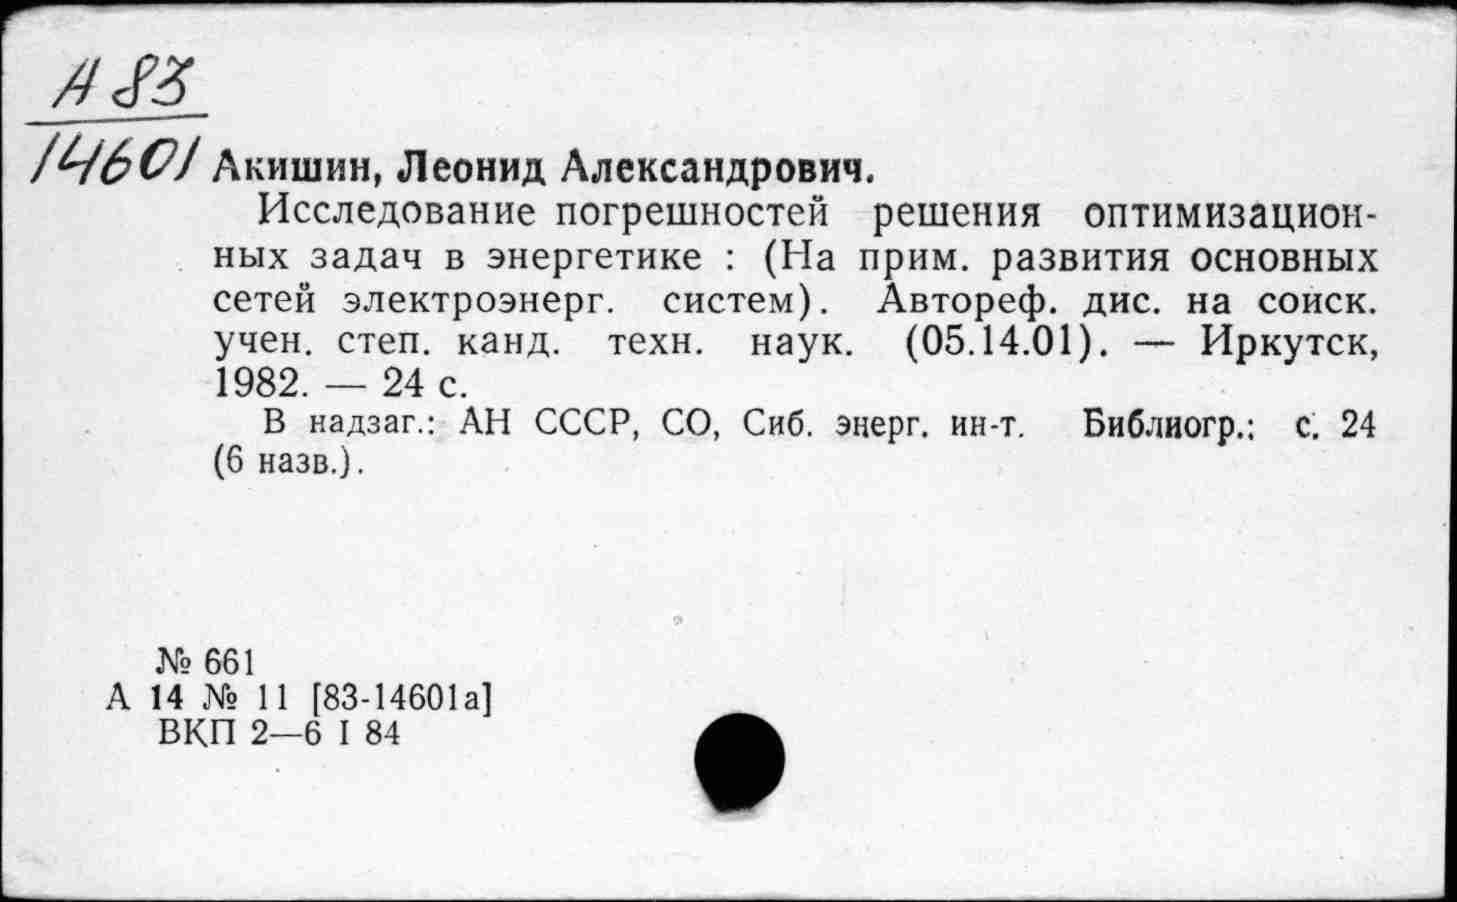 А 83
14601 Акишин, Леонид Александрович.
Исследование погрешностей решения оптимизацион-
ных задач в энергетике : (На прим. развития основных
сетей электроэнерг. систем). Автореф. дис. на соиск.
учен. степ. канд. техн. наук. (05.14.01). — Иркутск,
1982. — 24 с.
В надзаг.: АН СССР, СО, Сиб. энерг. ин-т. Библиогр.: с. 24
(6 назв.).
№ 661
А 14 № 11 [83-14601а]
ВКП 2—6 I 84